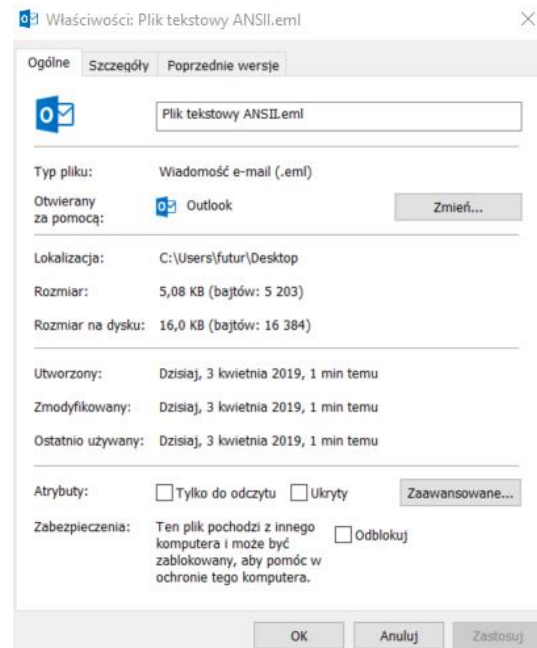 Właściwości: Plik tekstowy ANSII.eml
Ogólne Szczegóły Poprzednie wersje
Plik tekstowy ANSII.eml
Typ pliku: Wiadomość e-mail (.eml)
Otwierany za pomocą: Outlook Zmień...
Lokalizacja: C:\Users\futur\Desktop
Rozmiar: 5,08 KB (bajtów: 5 203)
Rozmiar na dysku: 16,0 KB (bajtów: 16 384)
Utworzony: Dzisiaj, 3 kwietnia 2019, 1 min temu
Zmodyfikowany: Dzisiaj, 3 kwietnia 2019, 1 min temu
Ostatnio używany: Dzisiaj, 3 kwietnia 2019, 1 min temu
Atrybuty: Tylko do odczytu Ukryty Zaawansowane...
Zabezpieczenia: Ten plik pochodzi z innego
komputera i może być
zablokowany, aby pomóc w
ochronie tego komputera.
Odblokuj
OK Anuluj Zastosuj